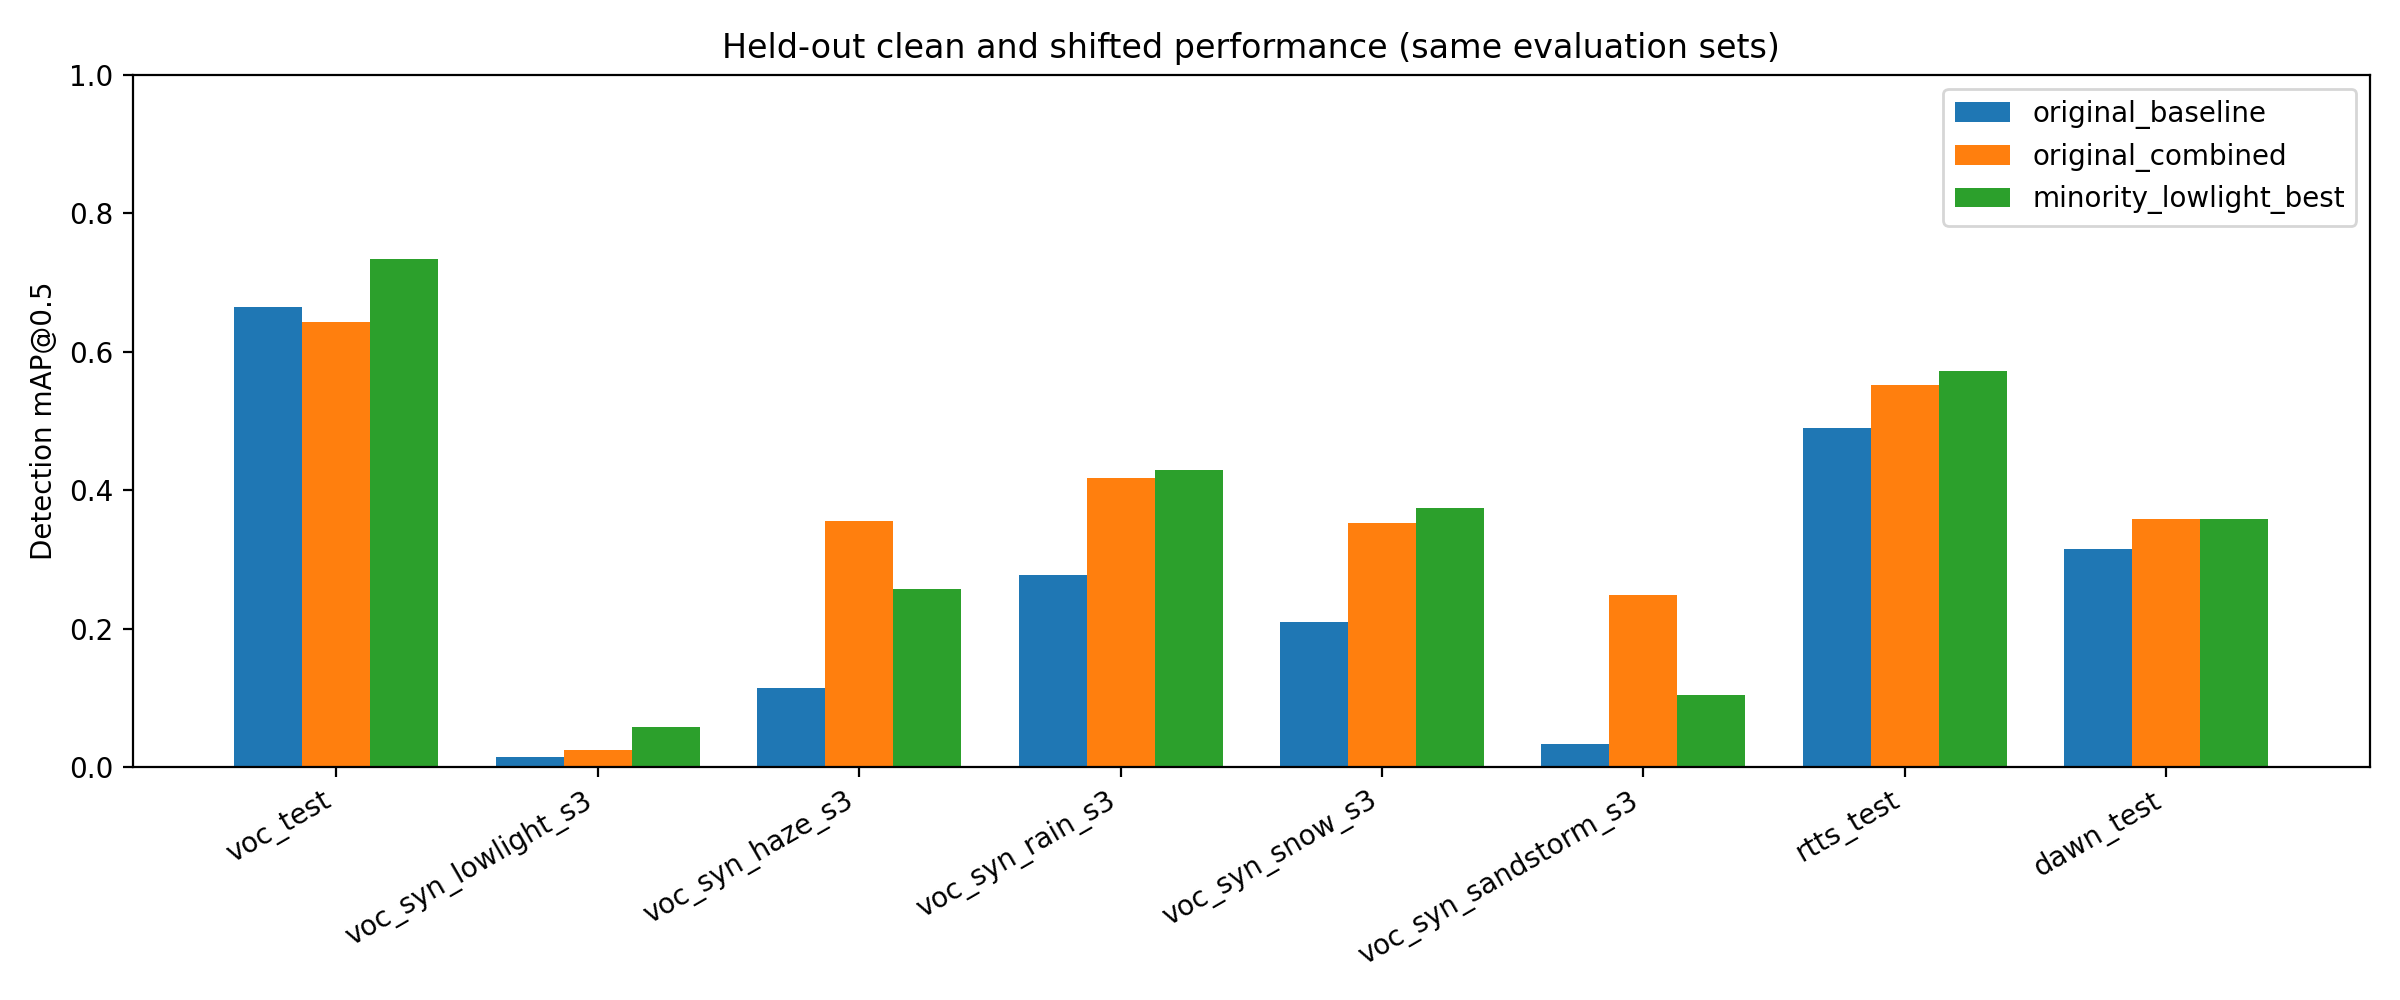 Held-out clean and shifted performance (same evaluation sets)
Detection mAP@0.5
1.0
0.8
0.6
0.4
0.2
0.0
original_baseline
original_combined
minority_lowlight_best
voc_test
voc_syn_lowlight_s3
voc_syn_haze_s3
voc_syn_rain_s3
voc_syn_snow_s3
voc_syn_sandstorm_s3
rtts_test
dawn_test